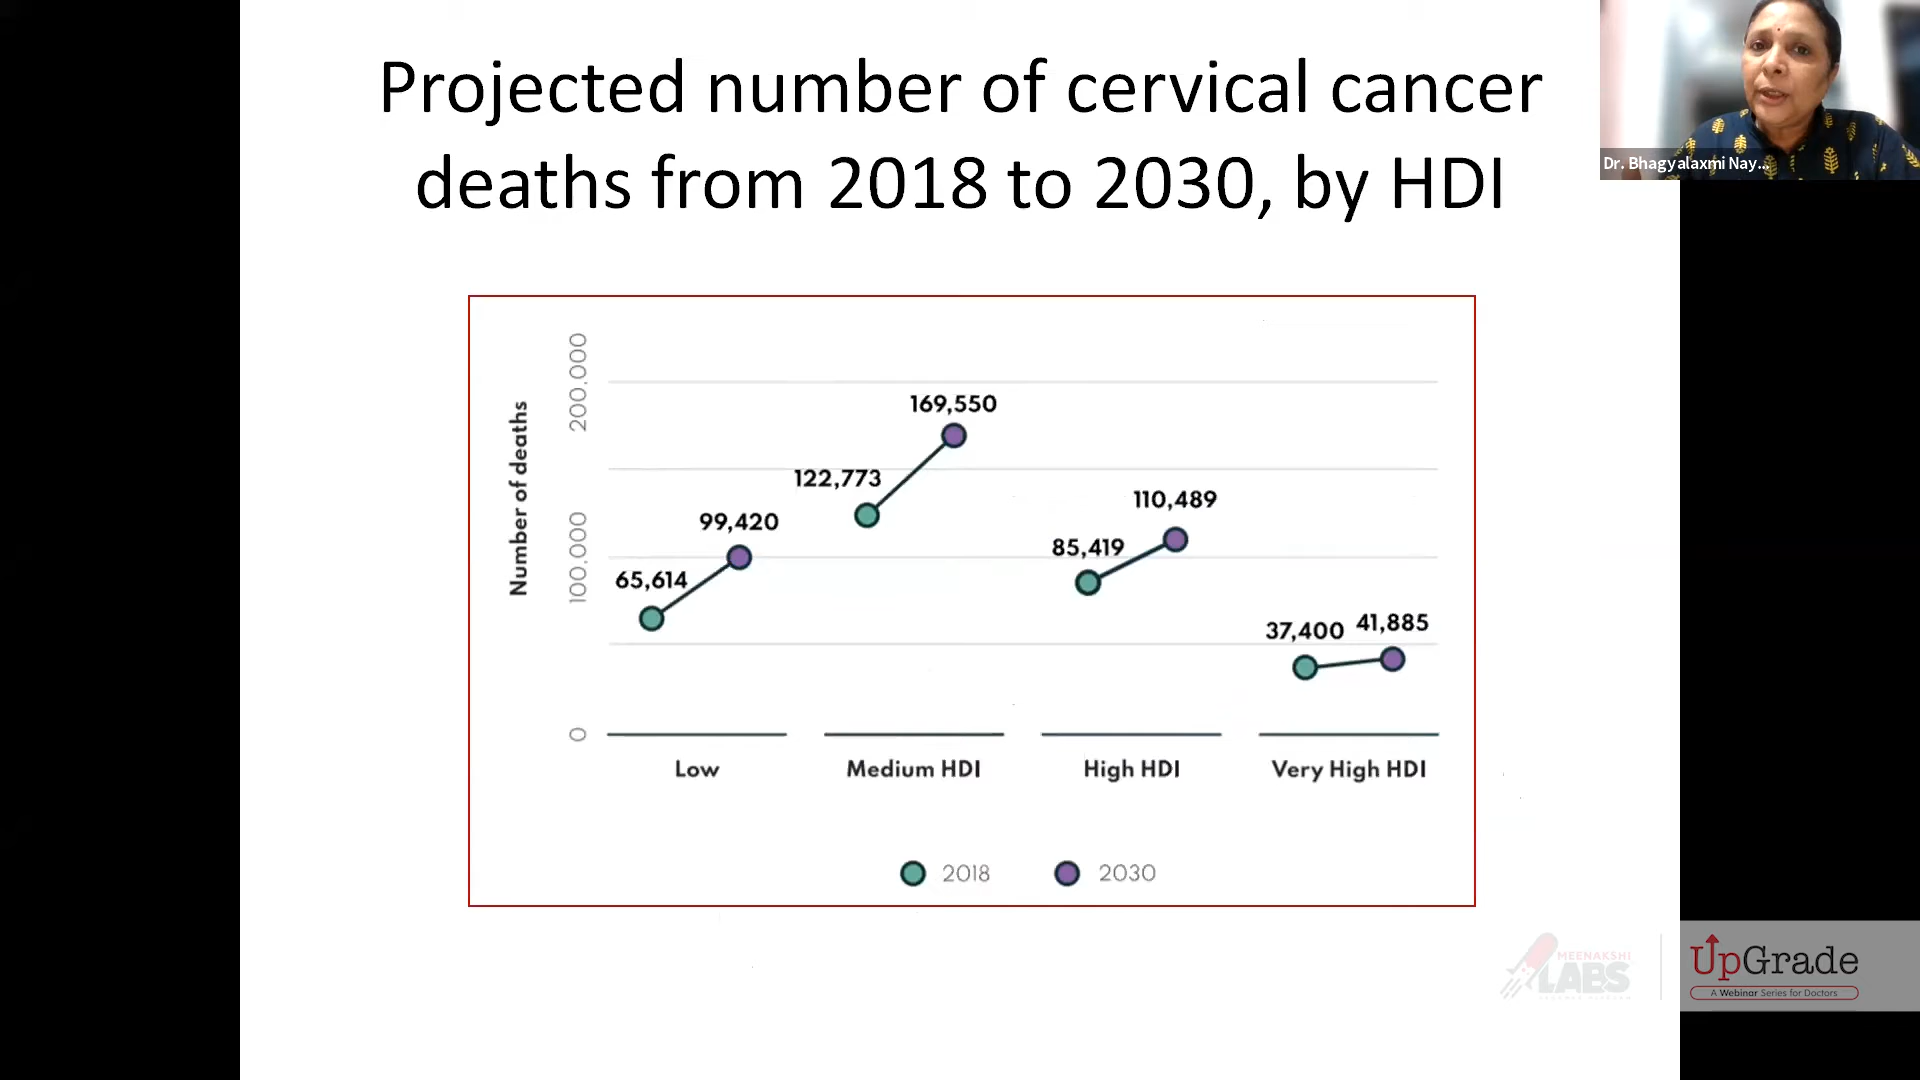 Projected number of cervical cancer
deaths from 2018 to 2030, by HDI
Dr. Bhagyalaxmi Nay...
Number of deaths
200,000
100,000
0
65,614
99,420
122,773
169,550
85,419
110,489
37,400
41,885
Low
Medium HDI
High HDI
Very High HDI
2018
2030
MEENAKSHI
LABS
UpGrade
A Webinar Series for Doctors